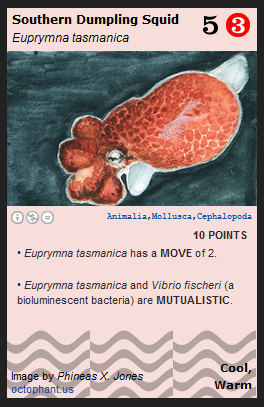 Southern Dumpling Squid 5 3
Euprymna tasmanica
Animalia,Mollusca,Cephalopoda
10 POINTS
• Euprymna tasmanica has a MOVE of 2.
• Euprymna tasmanica and Vibrio fischeri (a
bioluminescent bacteria) are MUTUALISTIC.
Cool,
Warm
Image by Phineas X. Jones
octophant.us